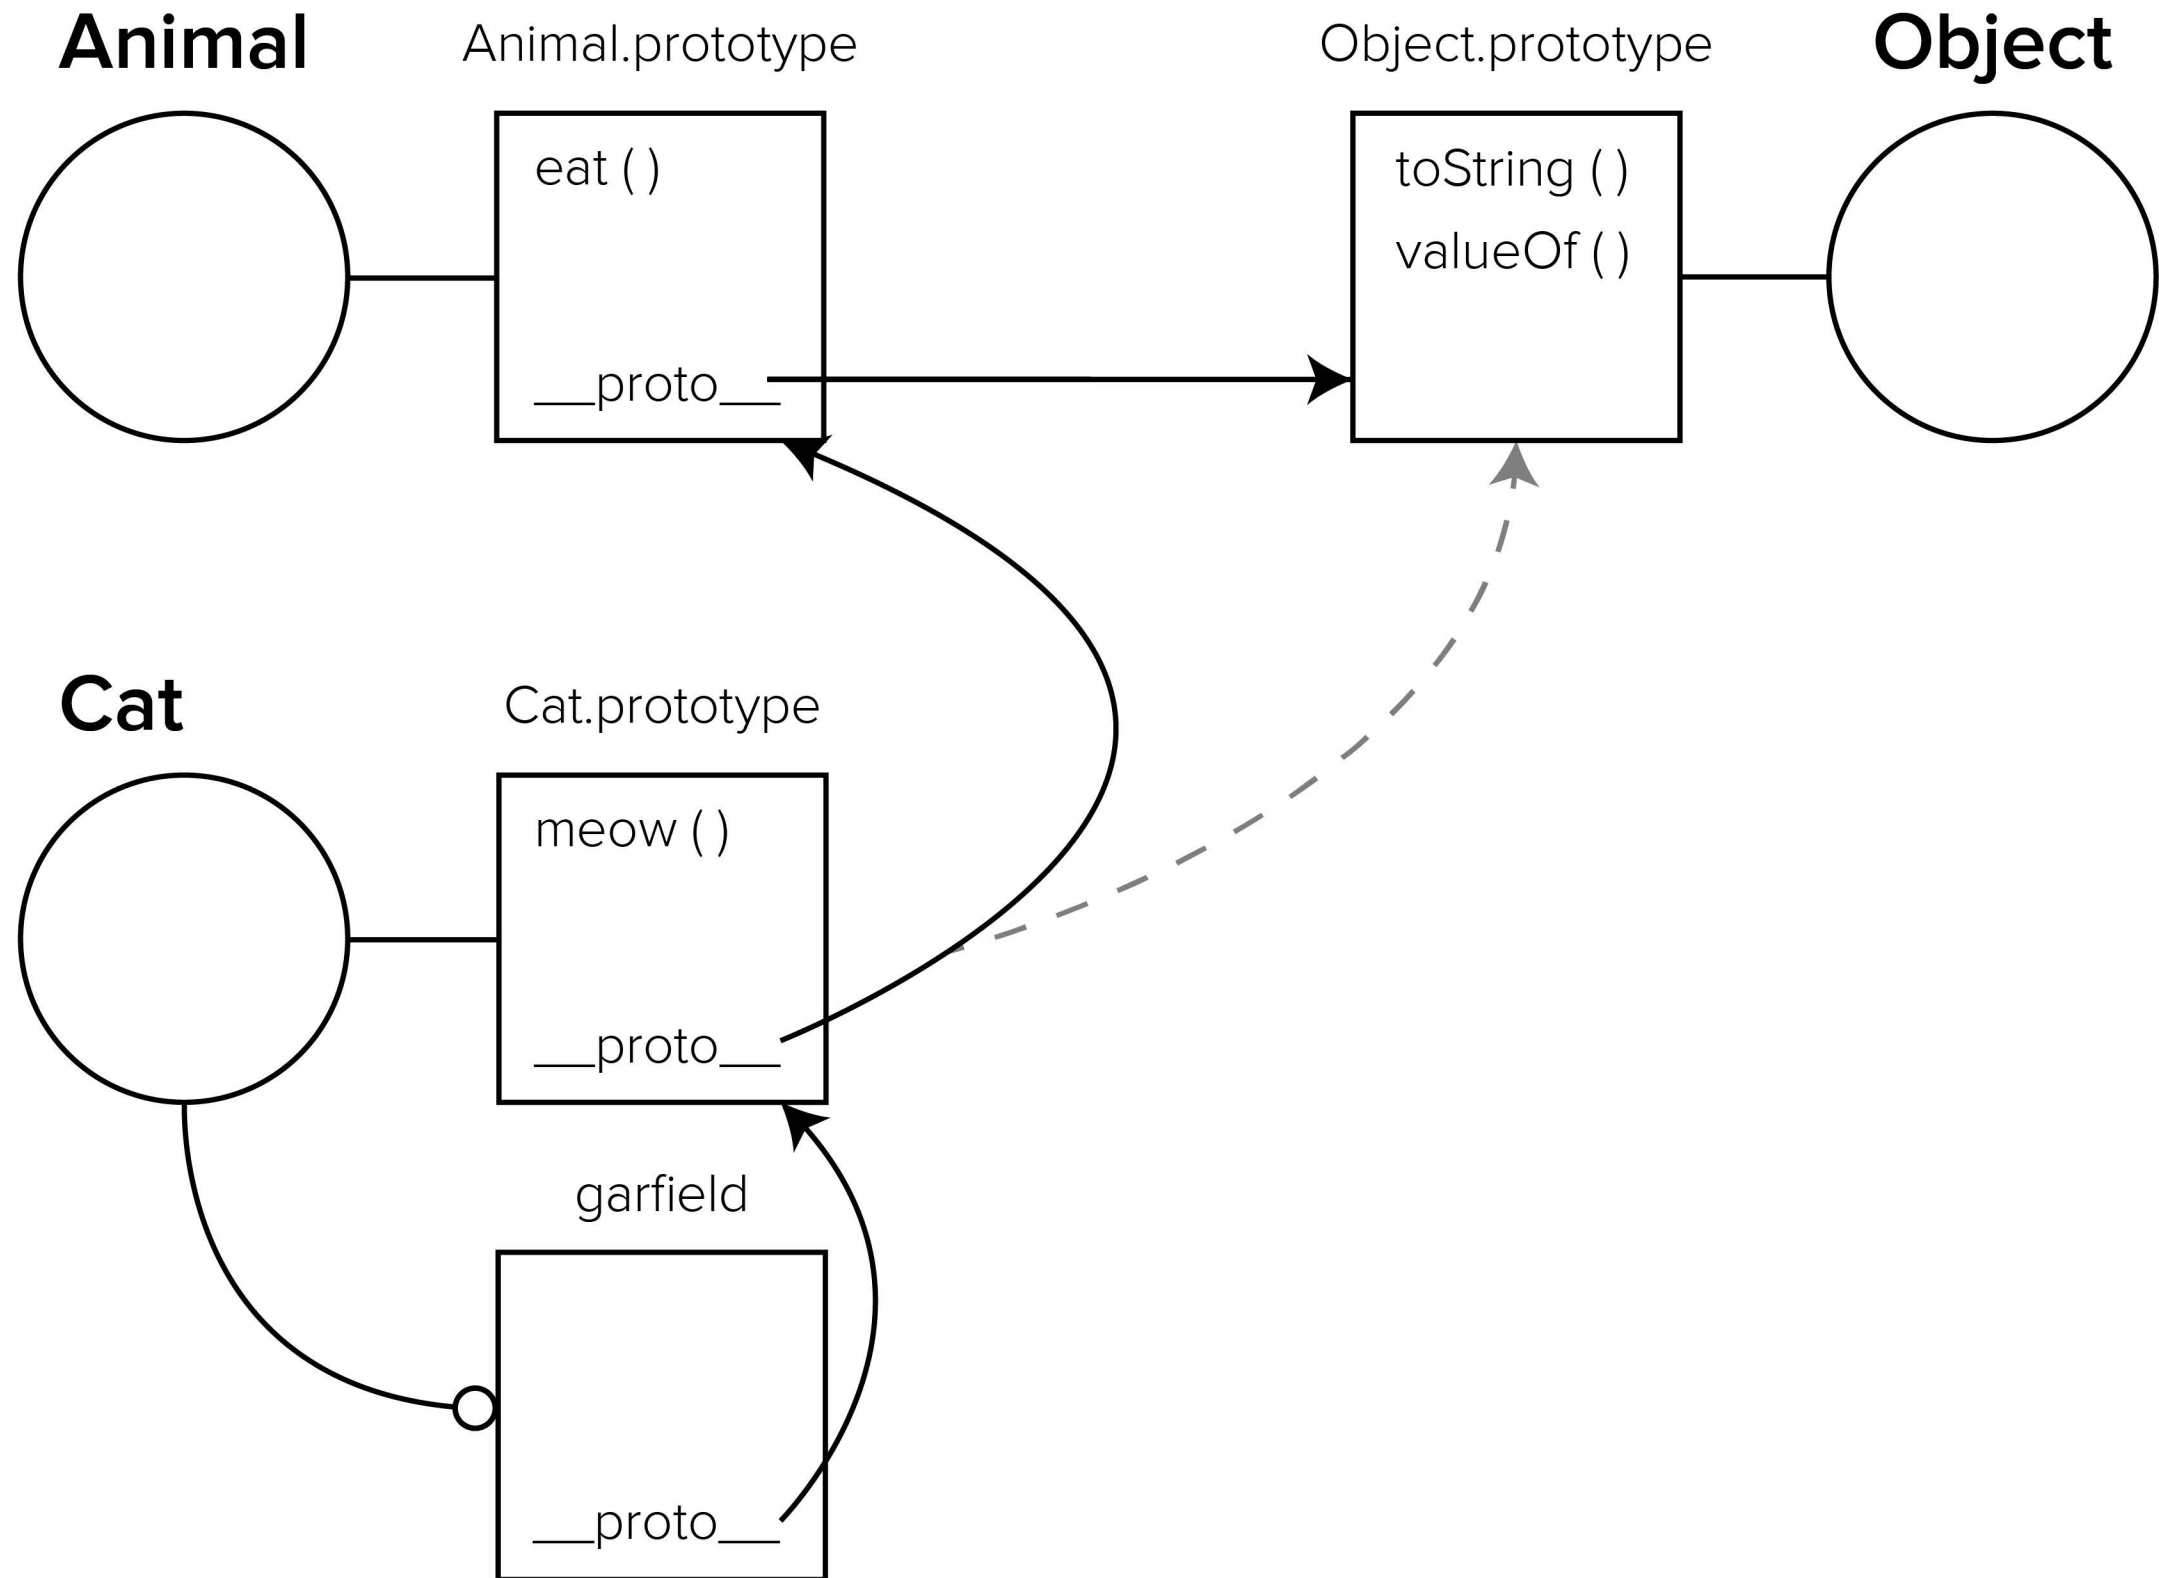 Animal
Animal.prototype
Object.prototype
Object
eat ( )
__proto__
toString ( )
valueOf ( )
Cat
Cat.prototype
meow ( )
__proto__
garfield
__proto__